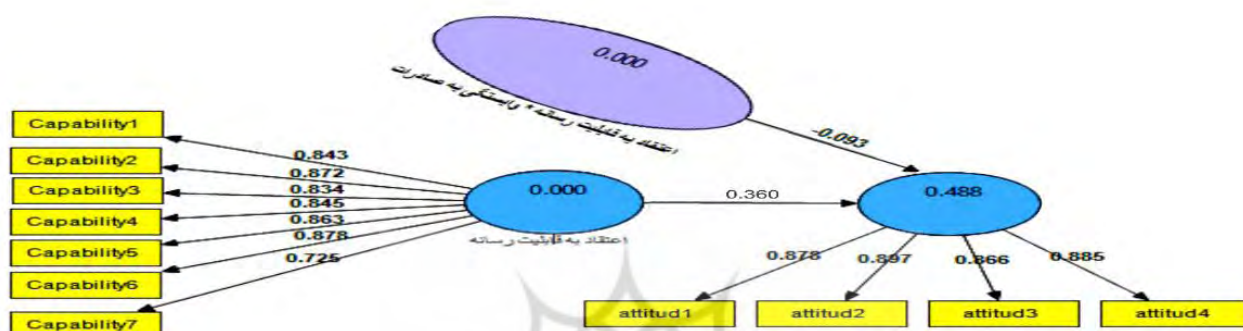 0.000
اعتقاد به قابلیت رسانه * وابستگی به صادرات
-0.093
Capability1
Capability2
Capability3
Capability4
Capability5
Capability6
Capability7
0.843
0.872
0.834
0.845
0.863
0.878
0.725
0.000
اعتقاد به قابلیت رسانه
0.360
0.488
0.878
0.897
0.866
0.885
attitud1
attitud2
attitud3
attitud4